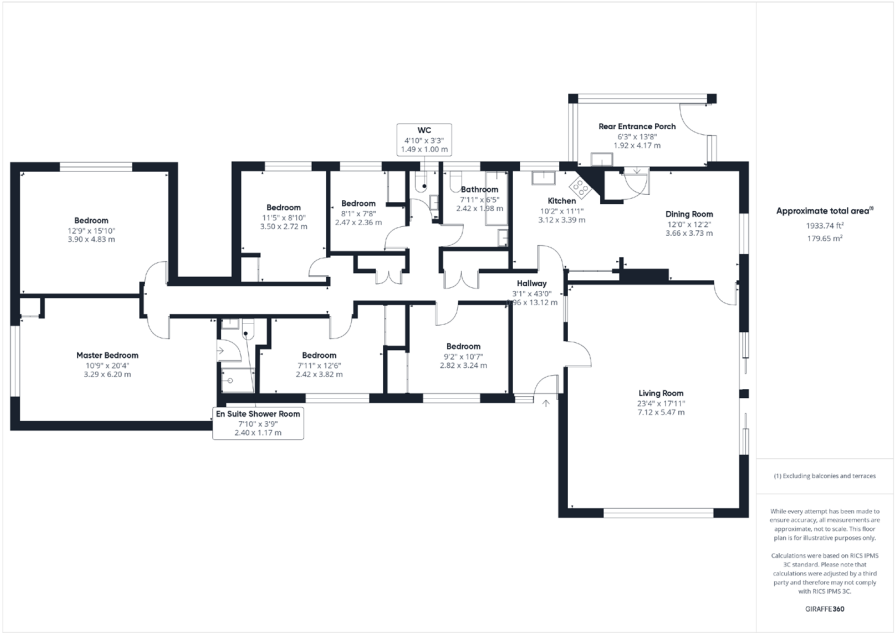 WC
4'10" x 3'3"
1.49 x 1.00 m
Rear Entrance Porch
6'3" x 13'8"
1.92 x 4.17 m
Bedroom
12'9" x 15'10"
3.90 x 4.83 m
Bedroom
11'5" x 8'10"
3.50 x 2.72 m
Bedroom
8'1" x 7'8"
2.47 x 2.36 m
Bathroom
7'11" x 6'5"
2.42 x 1.98 m
Kitchen
10'2" x 11'1"
3.12 x 3.39 m
Dining Room
12'0" x 12'2"
3.66 x 3.73 m
Hallway
3'1" x 43'0"
.96 x 13.12 m
Master Bedroom
10'9" x 20'4"
3.29 x 6.20 m
Bedroom
7'11" x 12'6"
2.42 x 3.82 m
Bedroom
9'2" x 10'7"
2.82 x 3.24 m
Living Room
23'4" x 17'11"
7.12 x 5.47 m
En Suite Shower Room
7'10" x 3'9"
2.40 x 1.17 m
Approximate total area(1)
1933.74 ft²
179.65 m²
(1) Excluding balconies and terraces
While every attempt has been made to
ensure accuracy, all measurements are
approximate, not to scale. This floor
plan is for illustrative purposes only.
Calculations were based on RICS IPMS
3C standard. Please note that
calculations were adjusted by a third
party and therefore may not comply
with RICS IPMS 3C.
GIRAFFE360